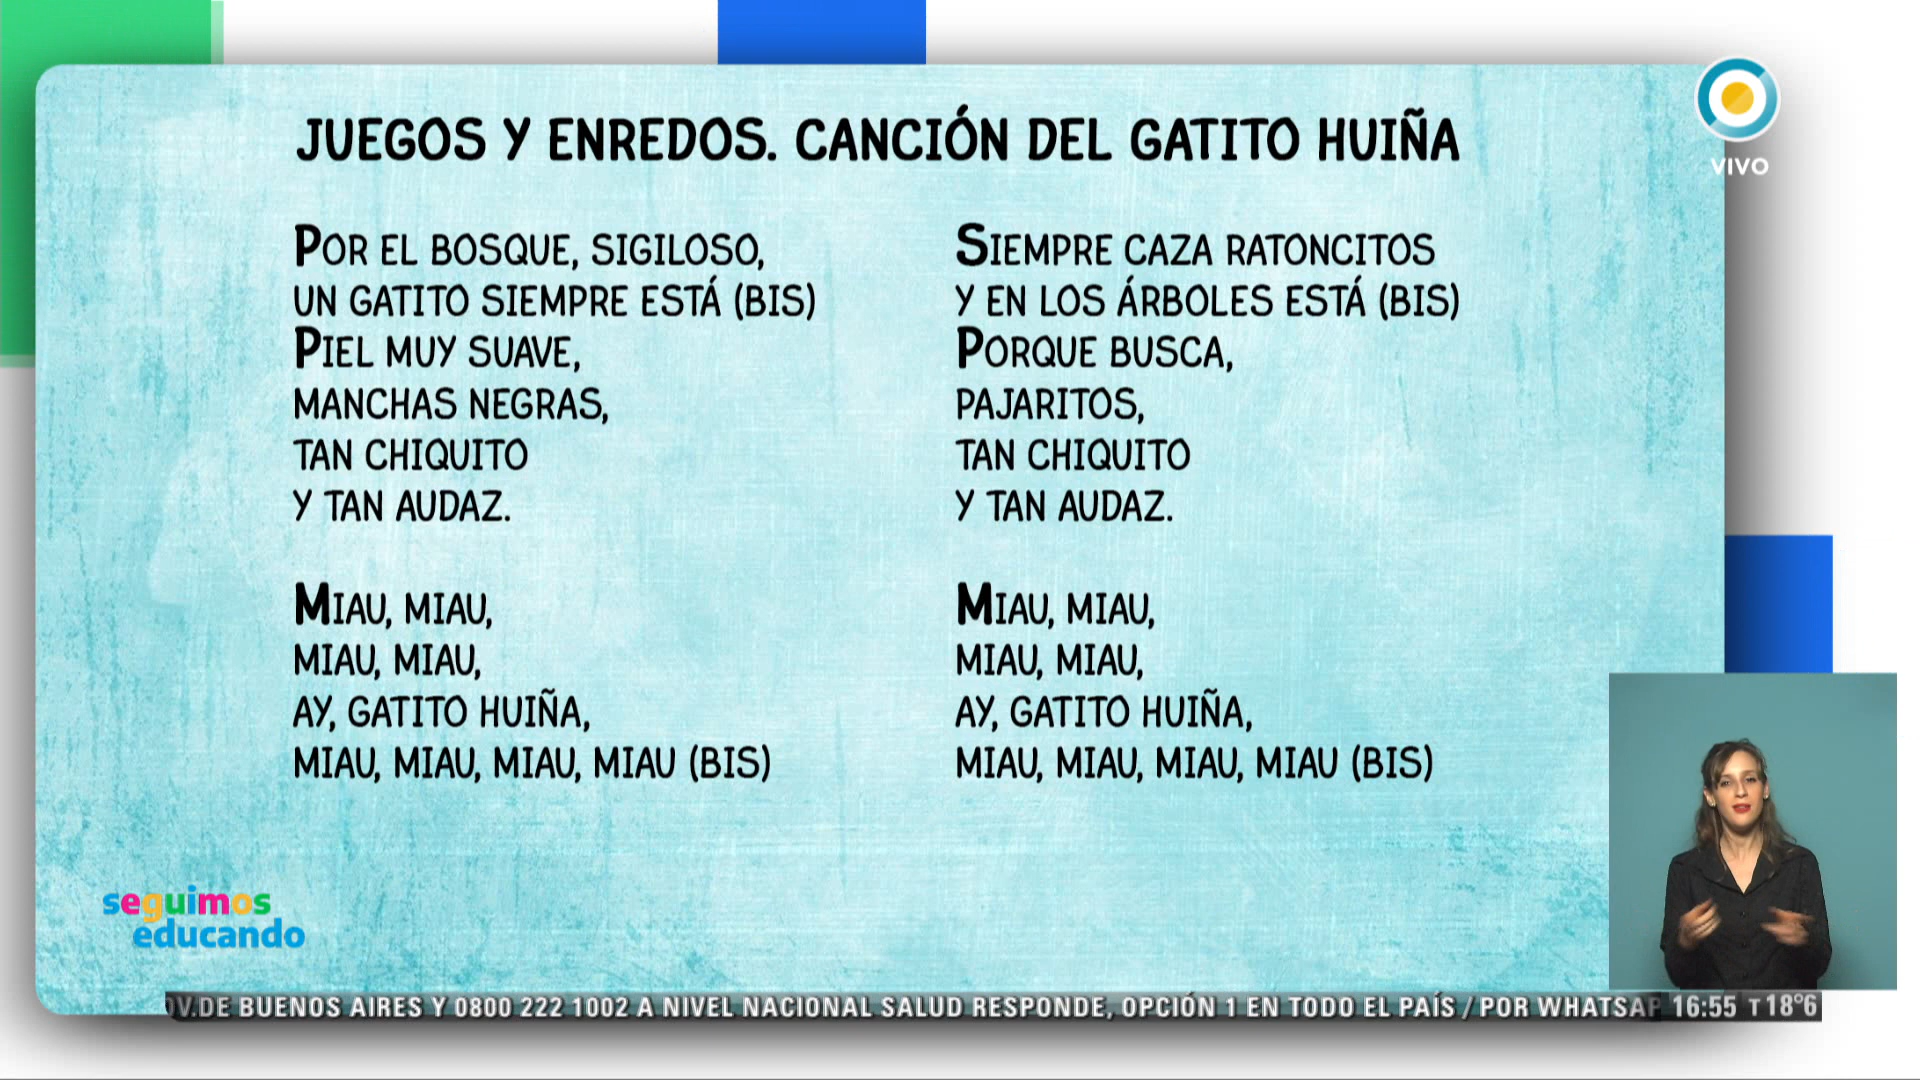 JUEGOS Y ENREDOS. CANCIÓN DEL GATITO HUIÑA
POR EL BOSQUE, SIGILOSO,
UN GATITO SIEMPRE ESTÁ (BIS)
PIEL MUY SUAVE,
MANCHAS NEGRAS,
TAN CHIQUITO
Y TAN AUDAZ.
MIAU, MIAU,
MIAU, MIAU,
AY, GATITO HUIÑA,
MIAU, MIAU, MIAU, MIAU (BIS)
SIEMPRE CAZA RATONCITOS
Y EN LOS ÁRBOLES ESTÁ (BIS)
PORQUE BUSCA,
PAJARITOS,
TAN CHIQUITO
Y TAN AUDAZ.
MIAU, MIAU,
MIAU, MIAU,
AY, GATITO HUIÑA,
MIAU, MIAU, MIAU, MIAU (BIS)
VIVO
seguimos
educando
OV.DE BUENOS AIRES Y 0800 222 1002 A NIVEL NACIONAL SALUD RESPONDE, OPCIÓN 1 EN TODO EL PAÍS / POR WHATSAP 16:55 T 18°6